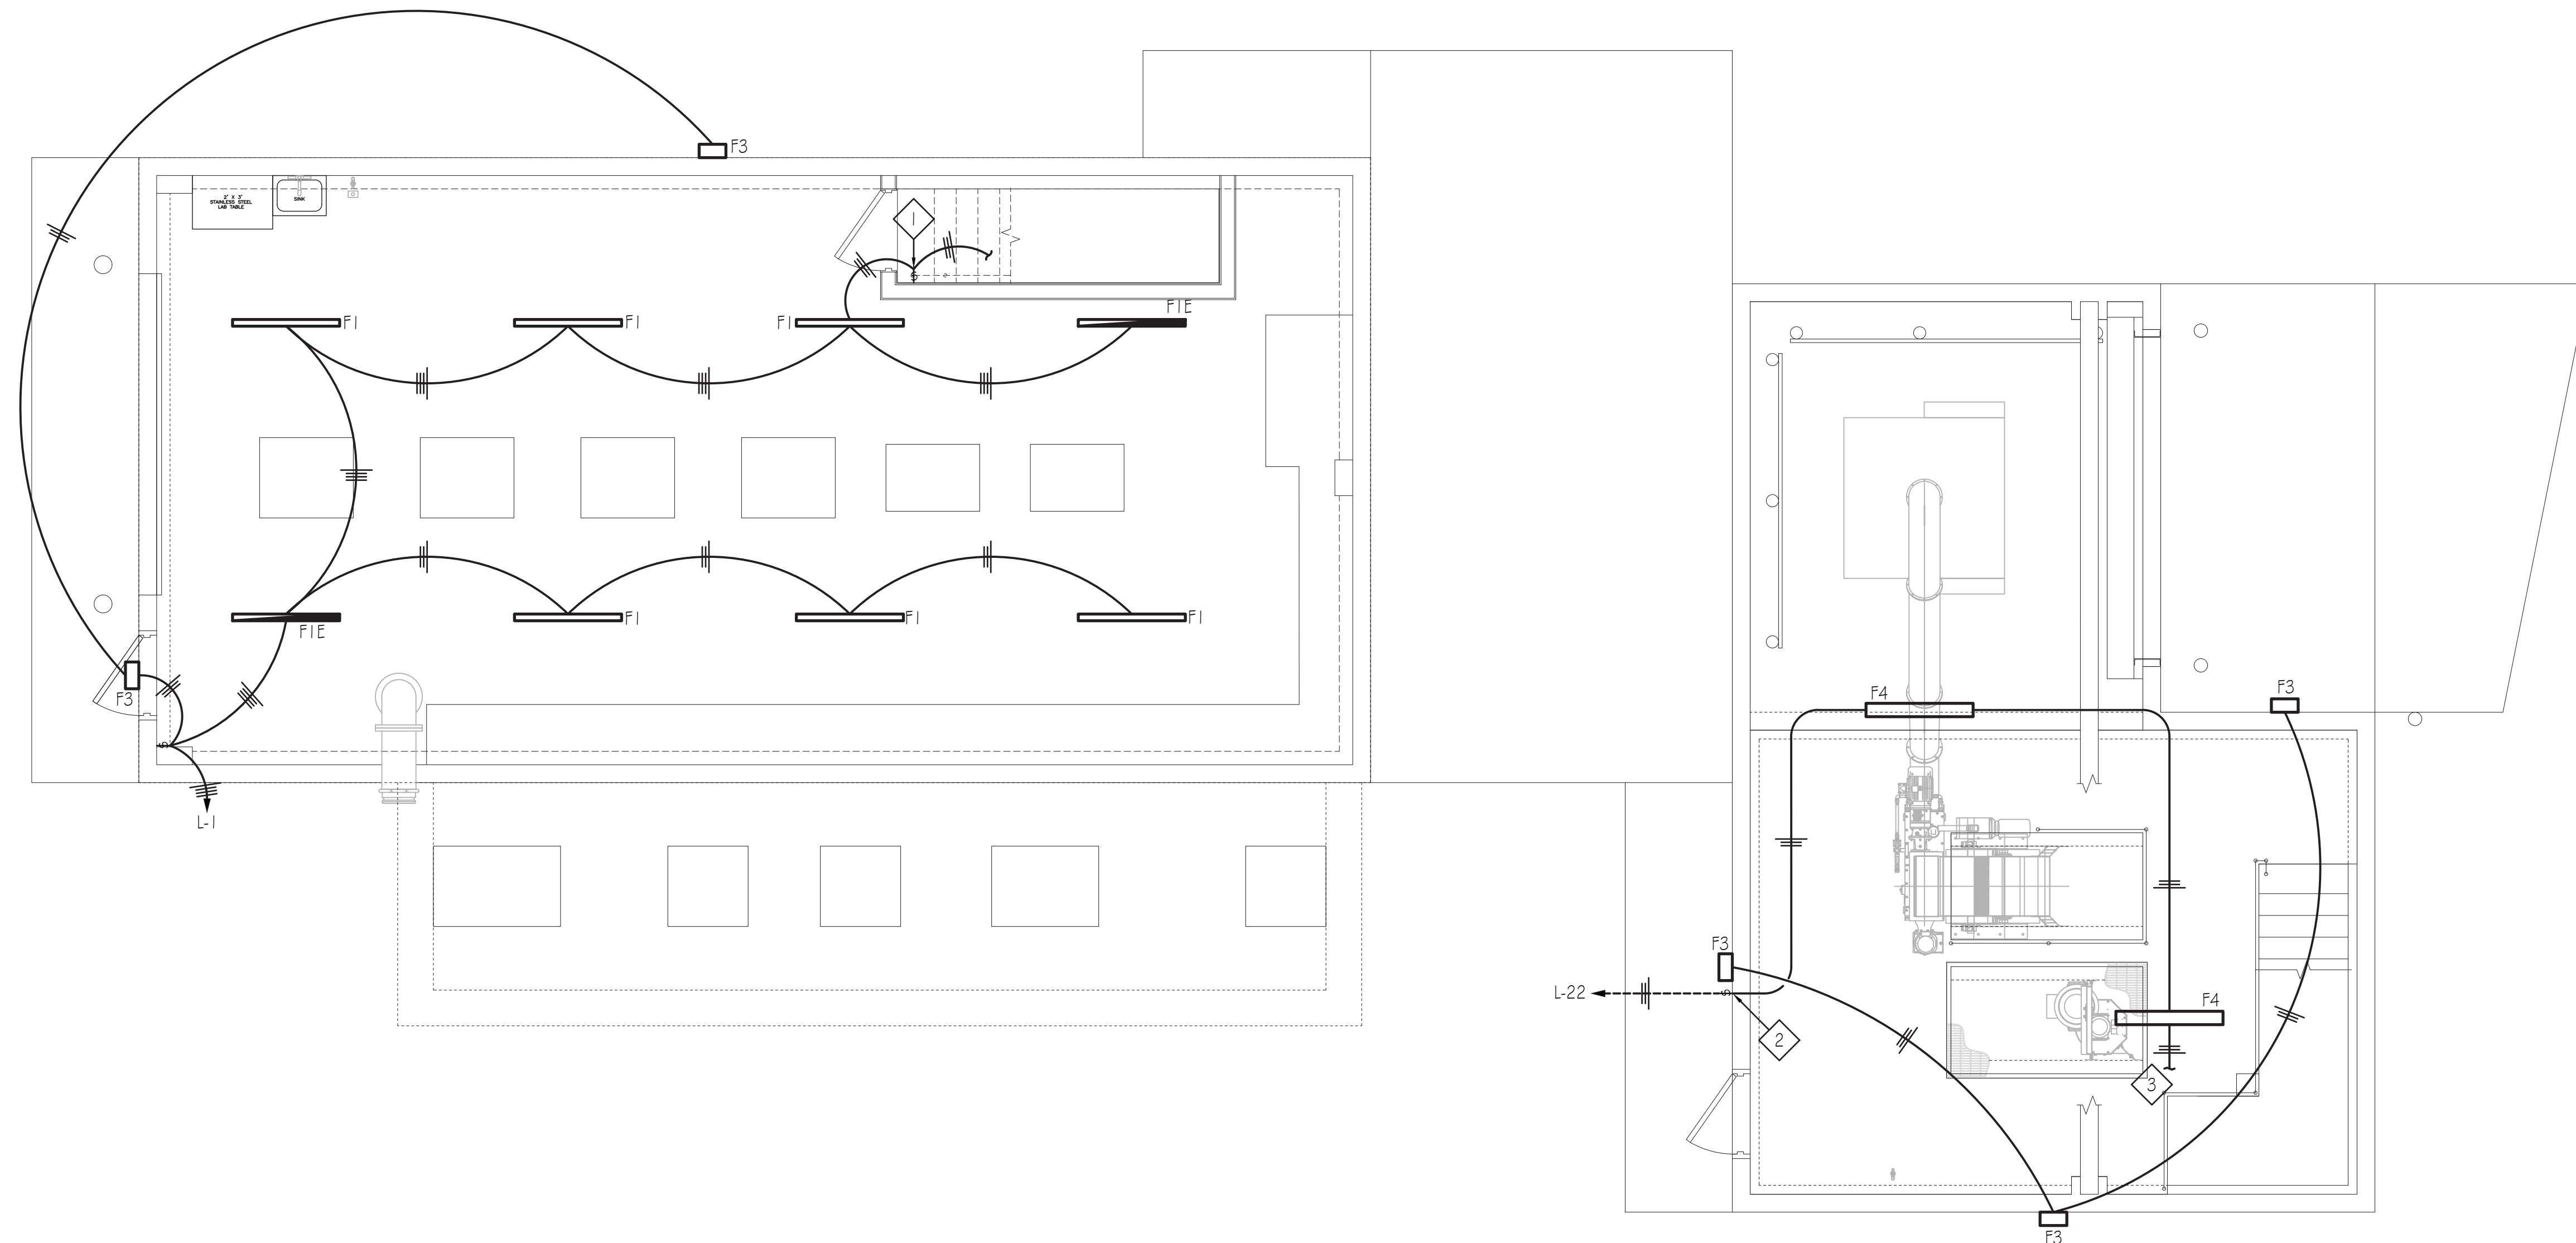 F3
2' X 3'
STAINLESS STEEL
LAB TABLE
SINK
1
S
F1E
F1
F1
F1
F1E
F1
F1
F1
F3
S
L-1
F4
F3
F3
L-22
S
2
F4
3
F3